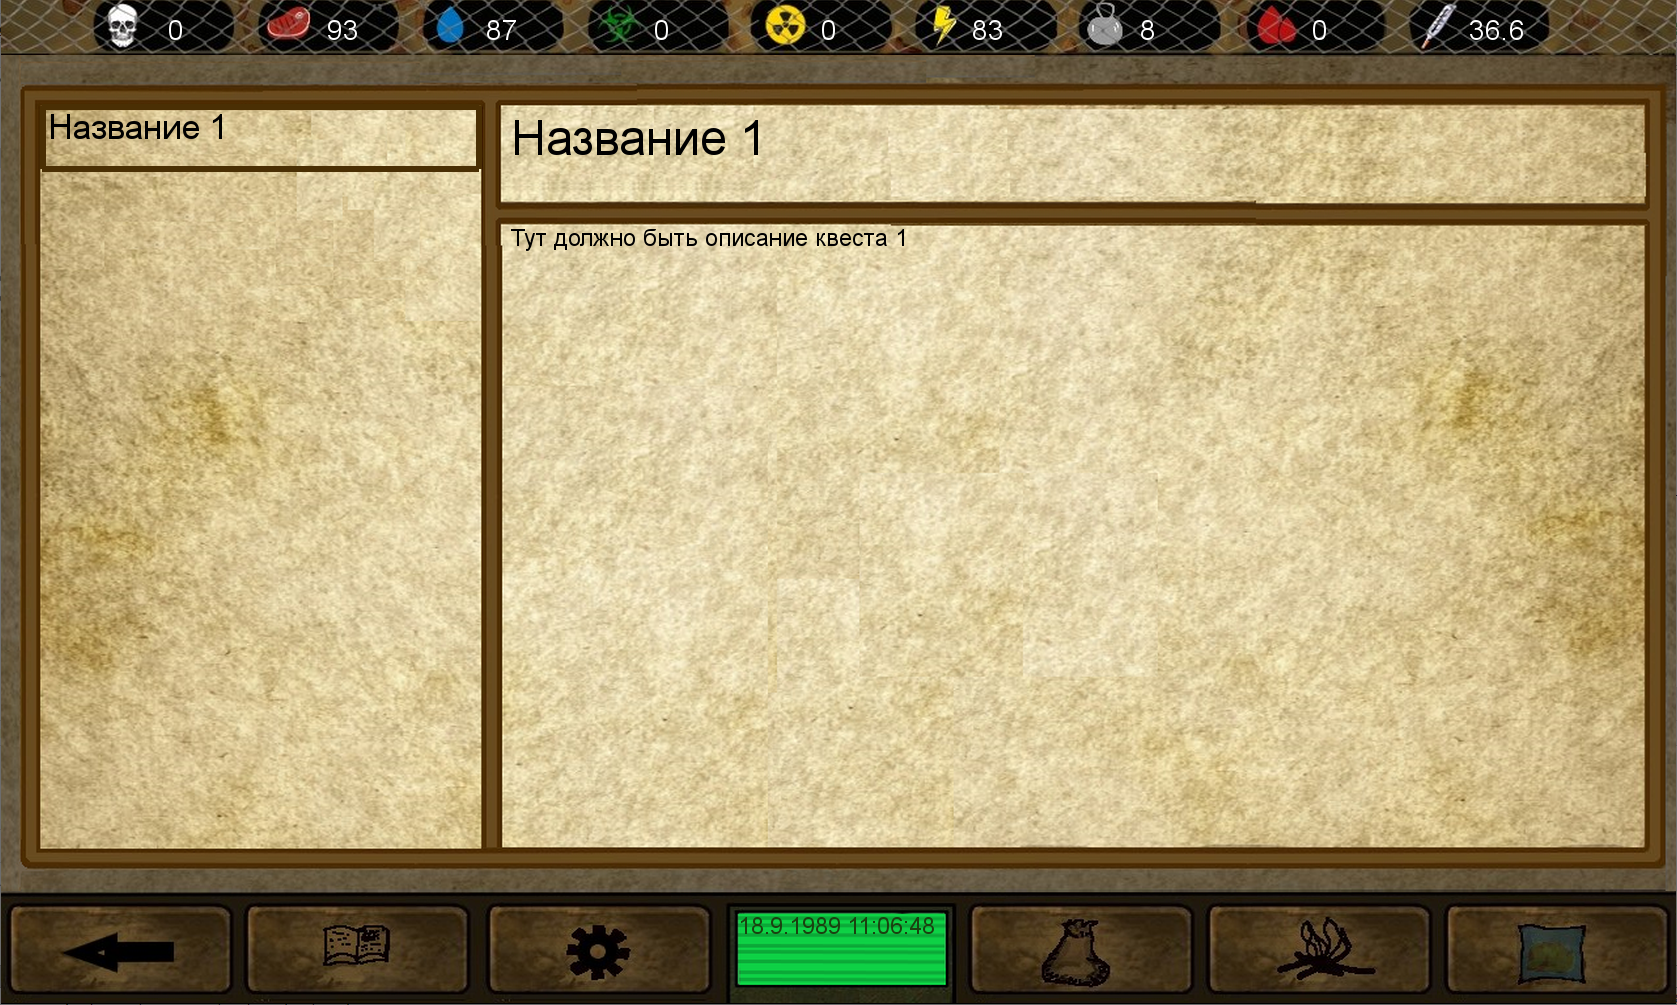 0 93 87 0 0 83 8 0 36.6
Название 1
Название 1
Тут должно быть описание квеста 1
18.9.1989 11:06:48